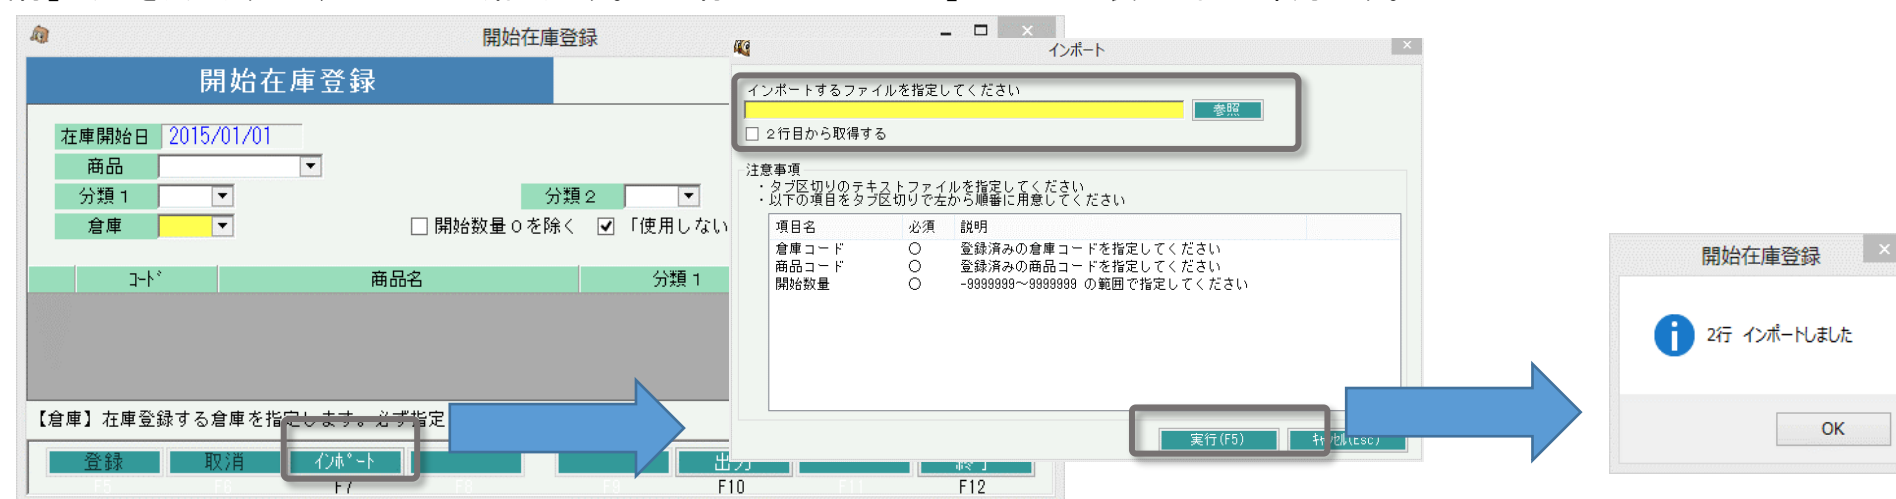 開始在庫登録
開始在庫登録
在庫開始日 2015/01/01
商品
分類1
分類2
倉庫
開始数量0を除く
「使用しない
ｺｰﾄﾞ 商品名 分類1
【倉庫】在庫登録する倉庫を指定します。必ず指定
登録 取消 ｲﾝﾎﾟｰﾄ 出力 終了
F5 F6 F7 F8 F9 F10 F11 F12
インポート
インポートするファイルを指定してください
参照
2行目から取得する
注意事項
・タブ区切りのテキストファイルを指定してください
・以下の項目をタブ区切りで左から順番に用意してください
項目名 必須 説明
倉庫コード ○ 登録済みの倉庫コードを指定してください
商品コード ○ 登録済みの商品コードを指定してください
開始数量 ○ -9999999～9999999 の範囲で指定してください
実行(F5) ｷｬﾝｾﾙ(Esc)
開始在庫登録
2行 インポートしました
OK